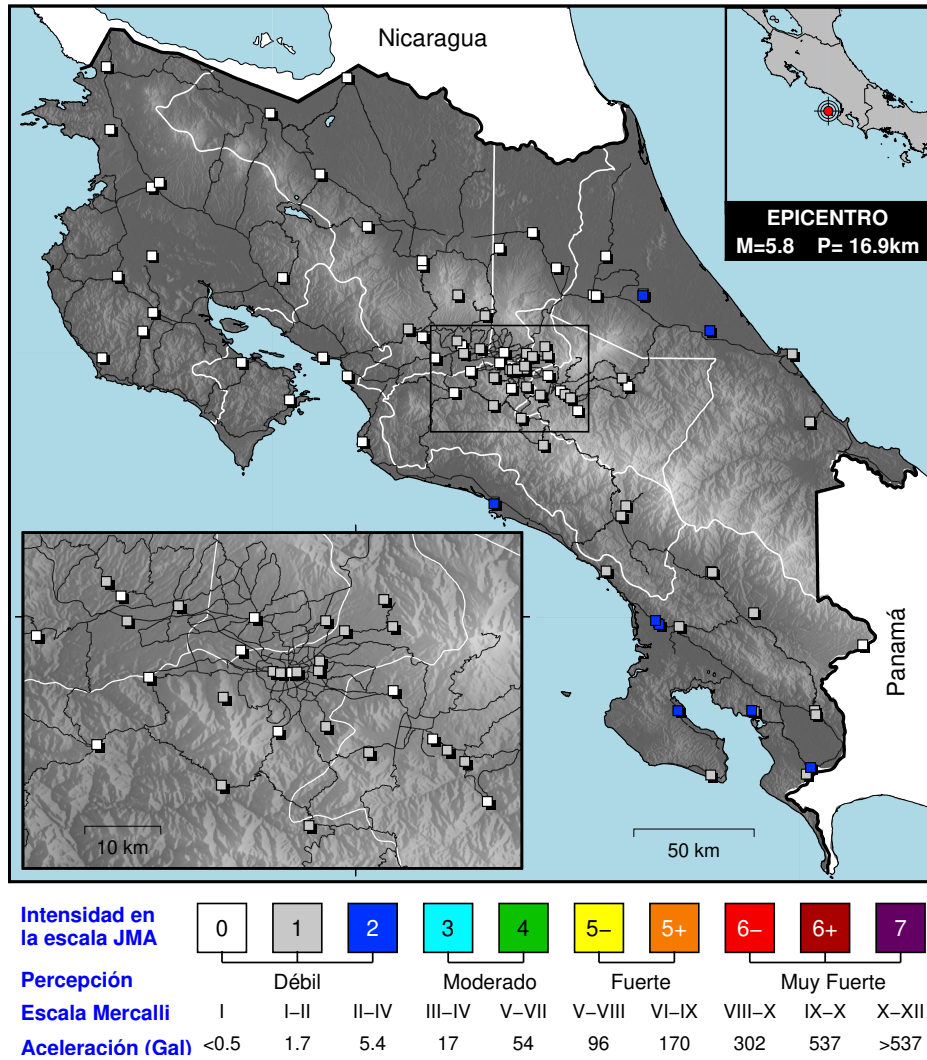 Nicaragua
EPICENTRO
M=5.8 P= 16.9km
Panamá
10 km
50 km
Intensidad en
la escala JMA
0 1 2 3 4 5− 5+ 6− 6+ 7
Percepción Débil Moderado Fuerte Muy Fuerte
Escala Mercalli I I−II II−IV III−IV V−VII V−VIII VI−IX VIII−X IX−X X−XII
Aceleración (Gal) <0.5 1.7 5.4 17 54 96 170 302 537 >537